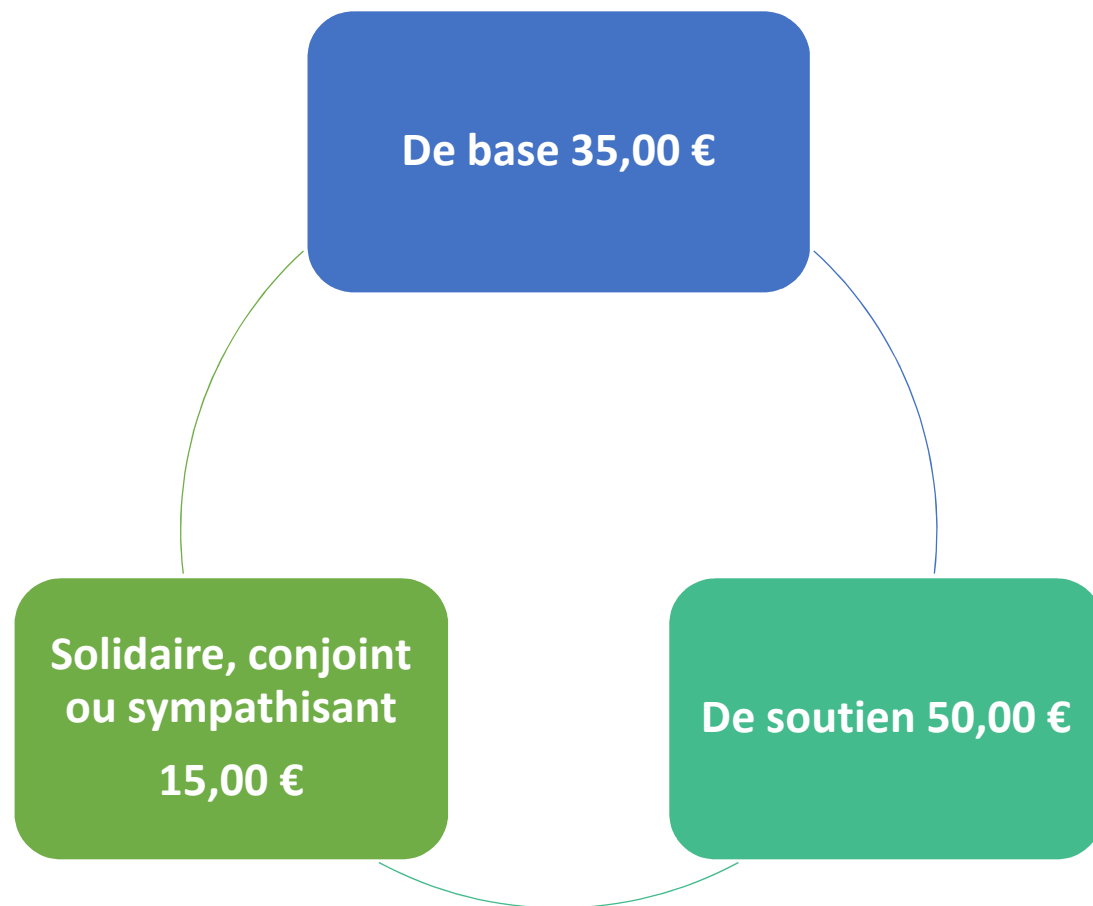 De base 35,00 €
Solidaire, conjoint
ou sympathisant
15,00 €
De soutien 50,00 €